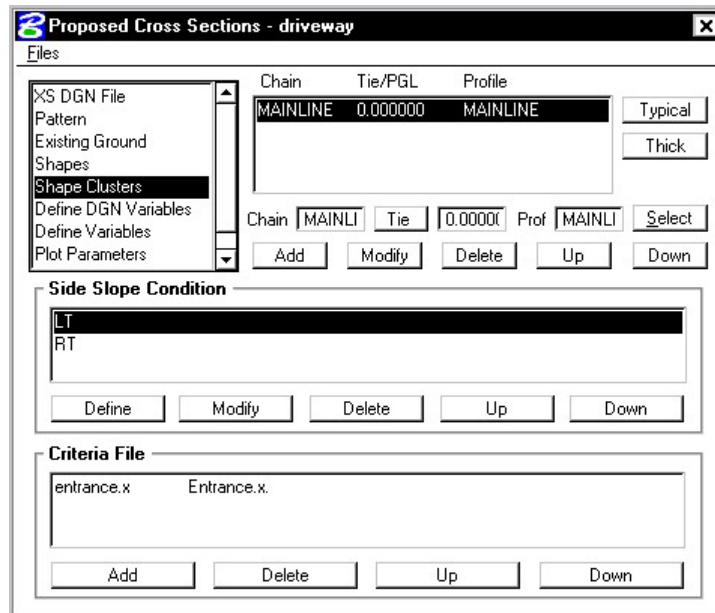 Proposed Cross Sections - driveway
Files
XS DGN File
Pattern
Existing Ground
Shapes
Shape Clusters
Define DGN Variables
Define Variables
Plot Parameters
Chain Tie/PGL Profile
MAINLINE 0.000000 MAINLINE
Typical
Thick
Chain MAINLI Tie 0.0000( Prof MAINLI Select
Add Modify Delete Up Down
Side Slope Condition
LT
RT
Define Modify Delete Up Down
Criteria File
entrance.x Entrance.x.
Add Delete Up Down